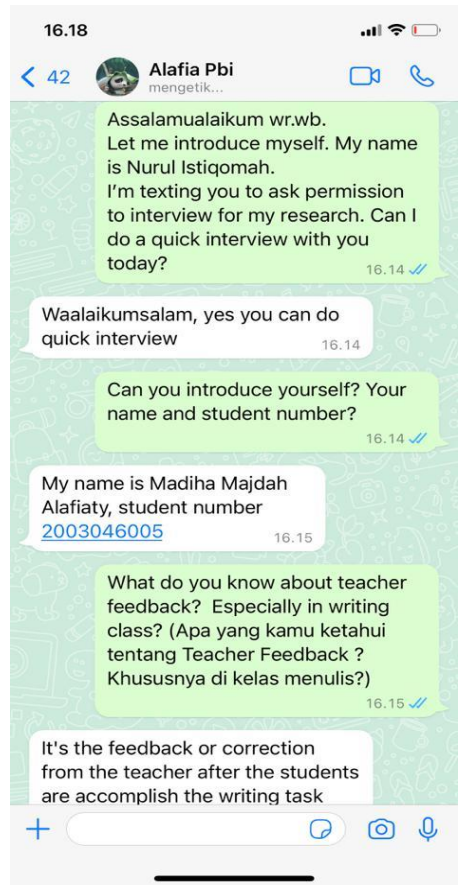 16.18
42
Alafia Pbi
mengetik...
Assalamualaikum wr.wb.
Let me introduce myself. My name
is Nurul Istiqomah.
I'm texting you to ask permission
to interview for my research. Can I
do a quick interview with you
today?
16.14
Waalaikumsalam, yes you can do
quick interview
16.14
Can you introduce yourself? Your
name and student number?
16.14
My name is Madiha Majdah
Alafiaty, student number
2003046005
16.15
What do you know about teacher
feedback?  Especially in writing
class? (Apa yang kamu ketahui
tentang Teacher Feedback ?
Khususnya di kelas menulis?)
16.15
It's the feedback or correction
from the teacher after the students
are accomplish the writing task